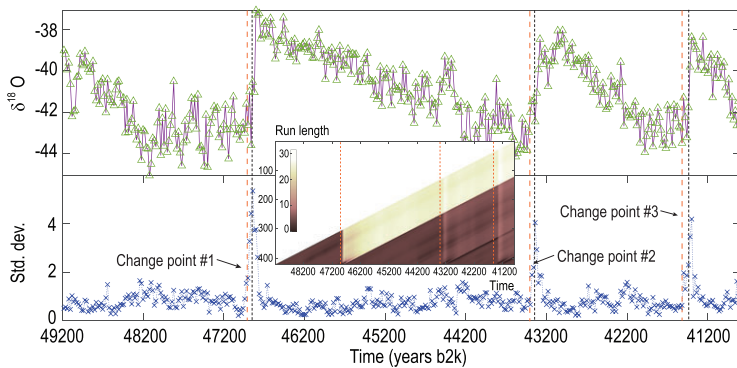 -38
-40
-42
-44
δ18 O
Run length
30
20
10
0
100
200
300
400
48200 47200 46200 45200 44200 43200 42200 41200
Time
4
2
0
Std. dev.
Change point #1
Change point #2
Change point #3
49200 48200 47200 46200 45200 44200 43200 42200 41200
Time (years b2k)